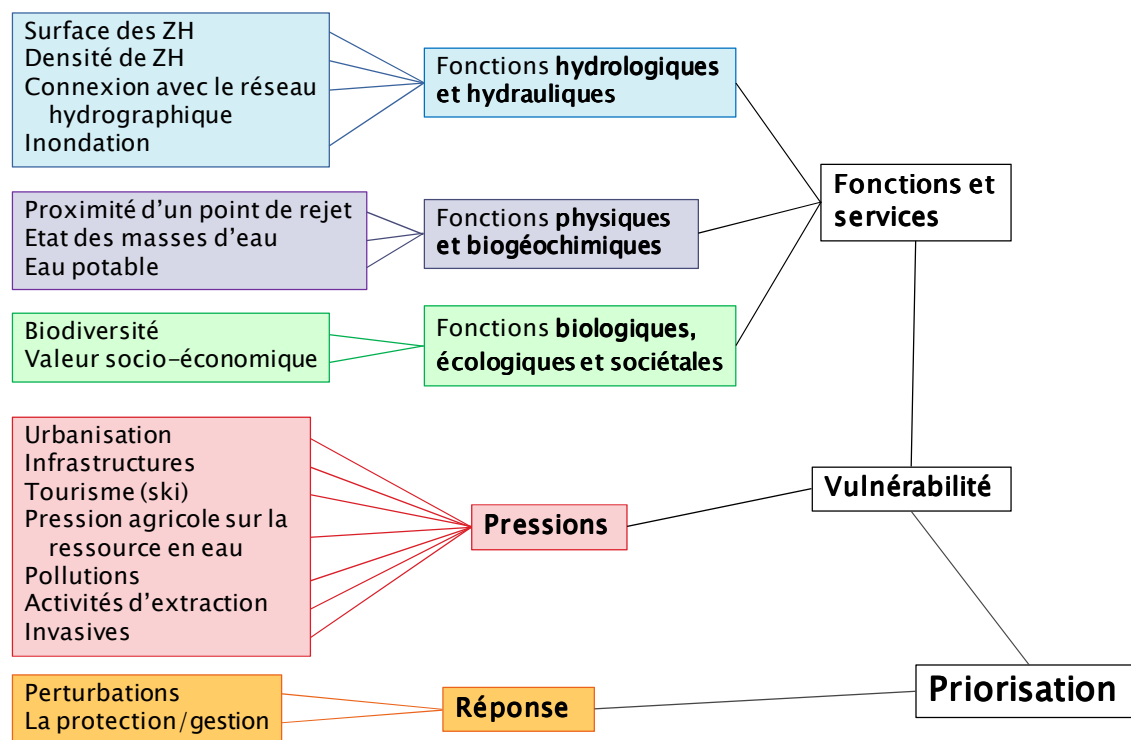 Surface des ZH
Densité de ZH
Connexion avec le réseau
hydrographique
Inondation
Fonctions hydrologiques
et hydrauliques
Proximité d'un point de rejet
Etat des masses d'eau
Eau potable
Fonctions physiques
et biogéochimiques
Fonctions et
services
Biodiversité
Valeur socio-économique
Fonctions biologiques,
écologiques et sociétales
Urbanisation
Infrastructures
Tourisme (ski)
Pression agricole sur la
ressource en eau
Pollutions
Activités d'extraction
Invasives
Pressions
Vulnérabilité
Perturbations
La protection/gestion
Réponse
Priorisation